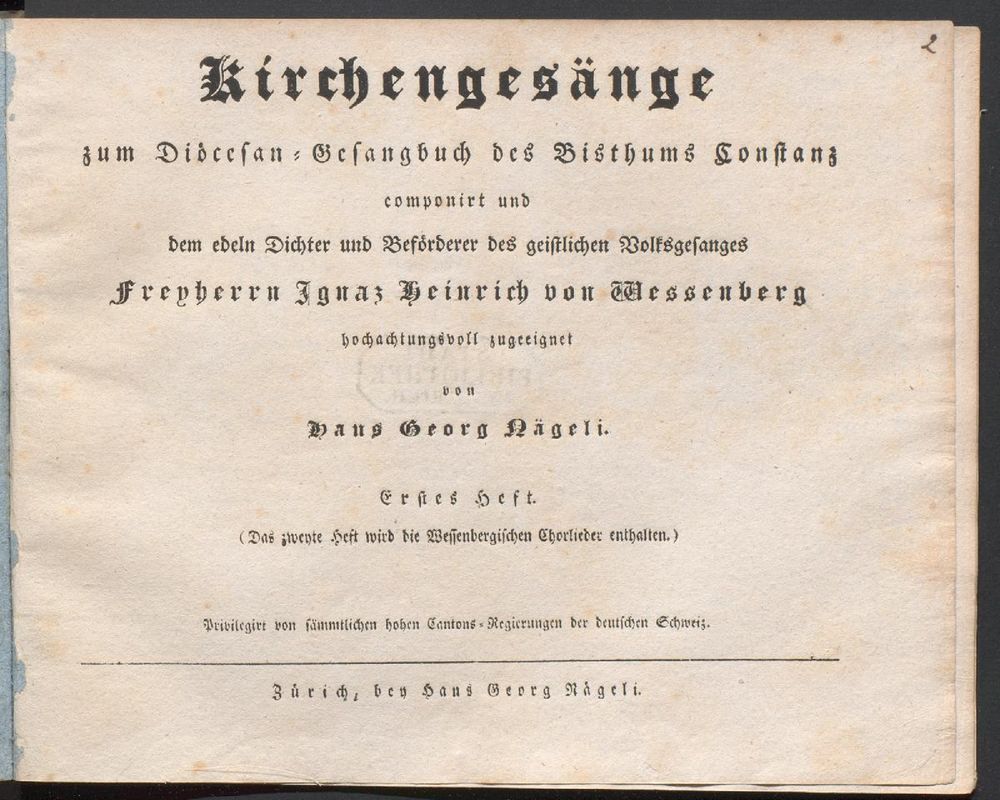 2
Kirchengesänge
zum Diöcesan-Gesangbuch des Bisthums Constanz
componirt und
dem edeln Dichter und Beförderer des geistlichen Volksgesanges
Freyherrn Ignaz Heinrich von Wessenberg
hochachtungsvoll zugeeignet
von
Hans Georg Nägeli.
Erstes Heft.
(Das zweyte Heft wird die Wessenbergischen Chorlieder enthalten.)
Privilegirt von sämmtlichen hohen Cantons-Regierungen der deutschen Schweiz.
Zürich, bey Hans Georg Nägeli.